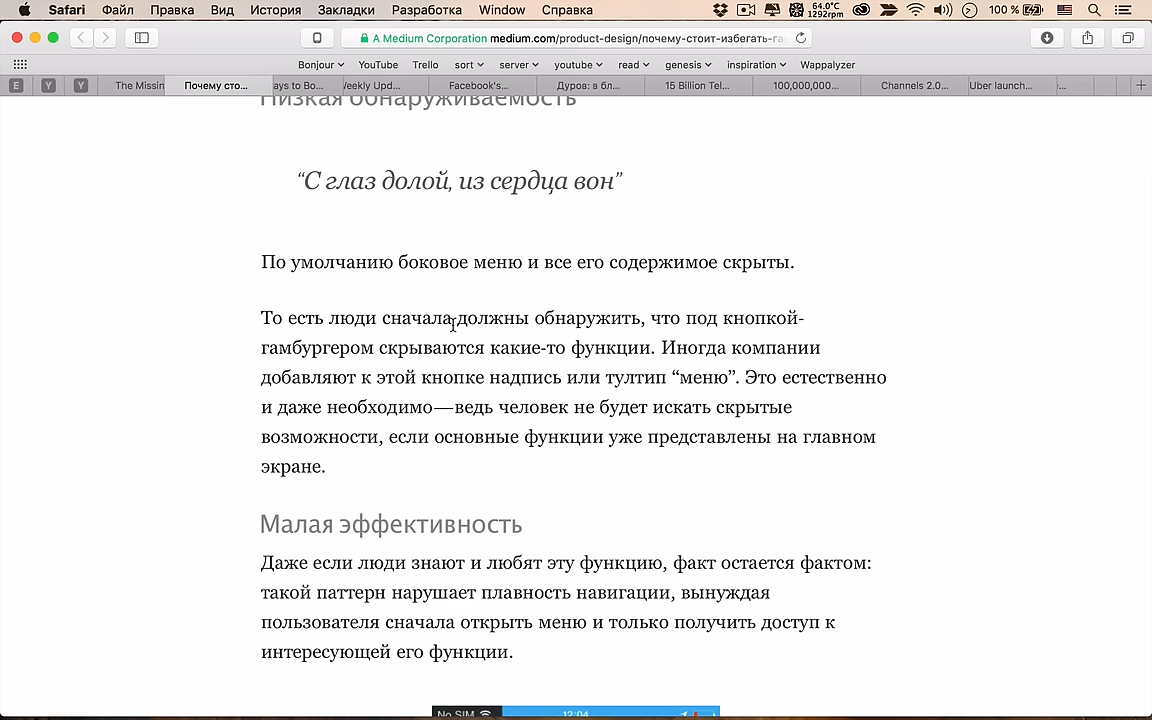 Safari Файл Правка Вид История Закладки Разработка Window Справка 64.0°C 1292rpm 100 %
A Medium Corporation medium.com/product-design/почему-стоит-избегать-га
Bonjour YouTube Trello sort server youtube read genesis inspiration Wappalyzer
E Y Y The Missin Почему сто... ays to Bo... Weekly Upd... Facebook's... Дуров: в бл... 15 Billion Tel... 100,000,000... Channels 2.0... Uber launch... ...
Низкая обнаруживаемость
“С глаз долой, из сердца вон”
По умолчанию боковое меню и все его содержимое скрыты.
То есть люди сначала должны обнаружить, что под кнопкой-
гамбургером скрываются какие-то функции. Иногда компании
добавляют к этой кнопке надпись или тултип “меню”. Это естественно
и даже необходимо—ведь человек не будет искать скрытые
возможности, если основные функции уже представлены на главном
экране.
Малая эффективность
Даже если люди знают и любят эту функцию, факт остается фактом:
такой паттерн нарушает плавность навигации, вынуждая
пользователя сначала открыть меню и только получить доступ к
интересующей его функции.
No SIM 12:04